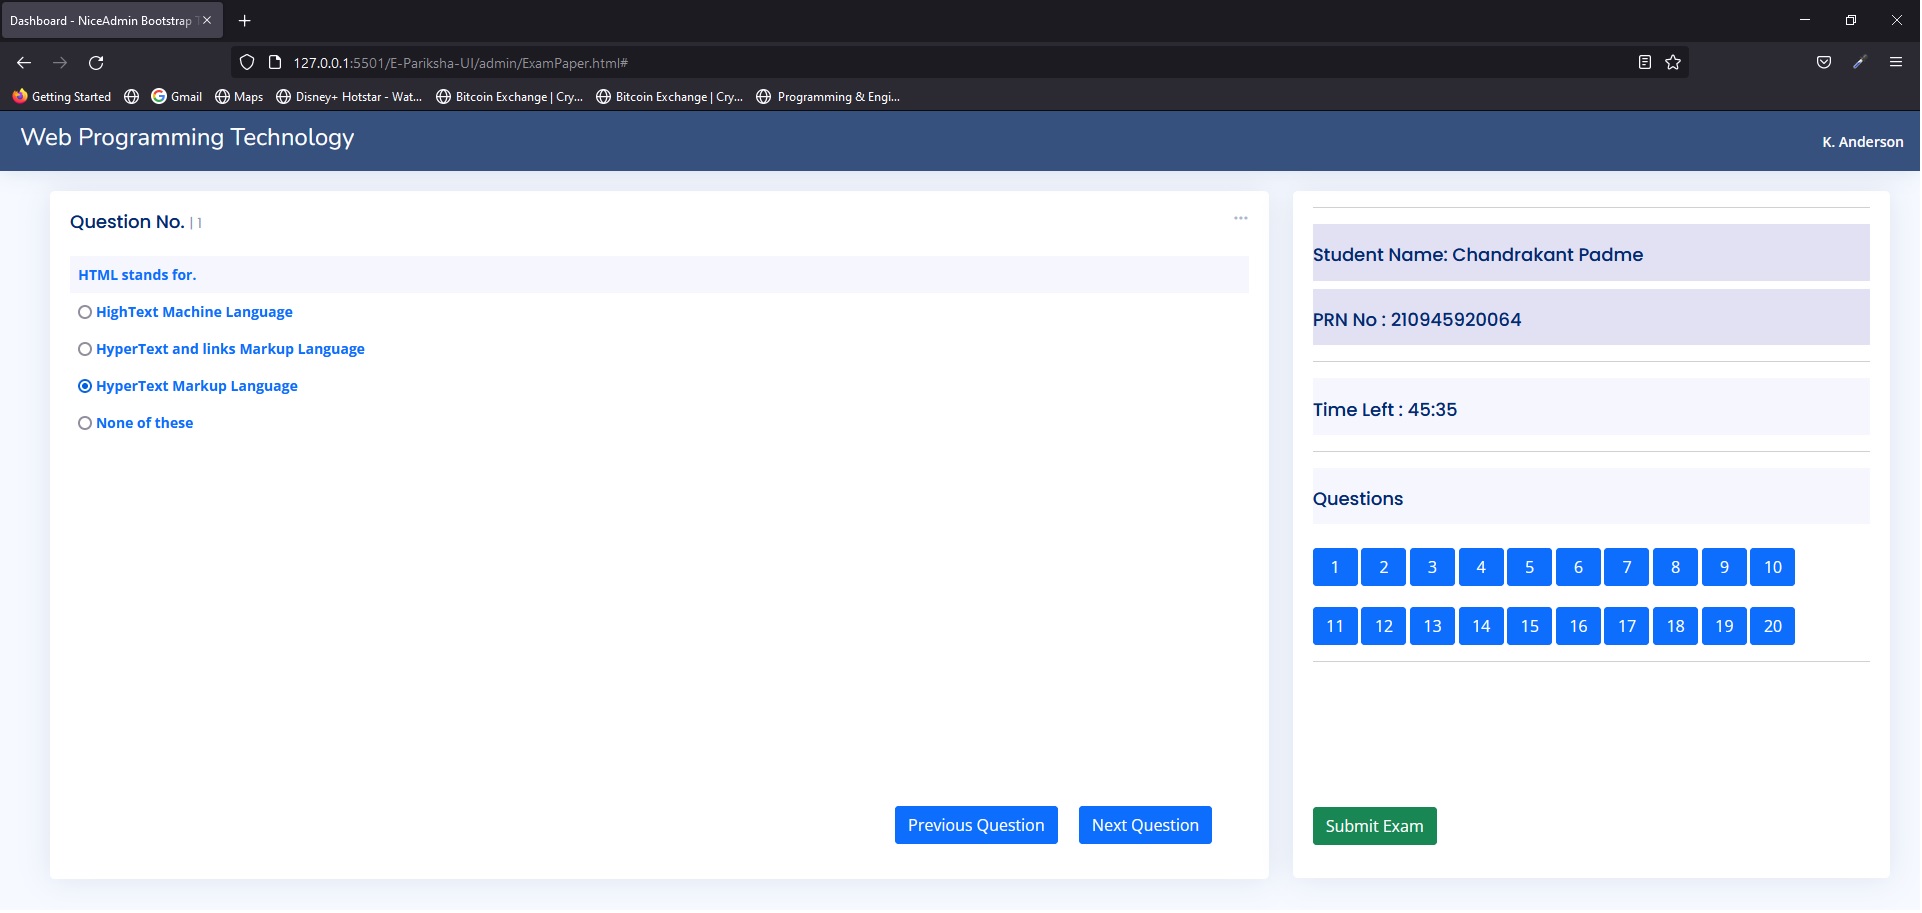 Dashboard - NiceAdmin Bootstrap
127.0.0.1:5501/E-Pariksha-UI/admin/ExamPaper.html#
Getting Started Gmail Maps Disney+ Hotstar - Wat... Bitcoin Exchange | Cry... Bitcoin Exchange | Cry... Programming & Engi...
Web Programming Technology
K. Anderson
Question No. | 1
HTML stands for.
HighText Machine Language
HyperText and links Markup Language
HyperText Markup Language
None of these
Previous Question Next Question
Student Name: Chandrakant Padme
PRN No : 210945920064
Time Left : 45:35
Questions
1 2 3 4 5 6 7 8 9 10
11 12 13 14 15 16 17 18 19 20
Submit Exam